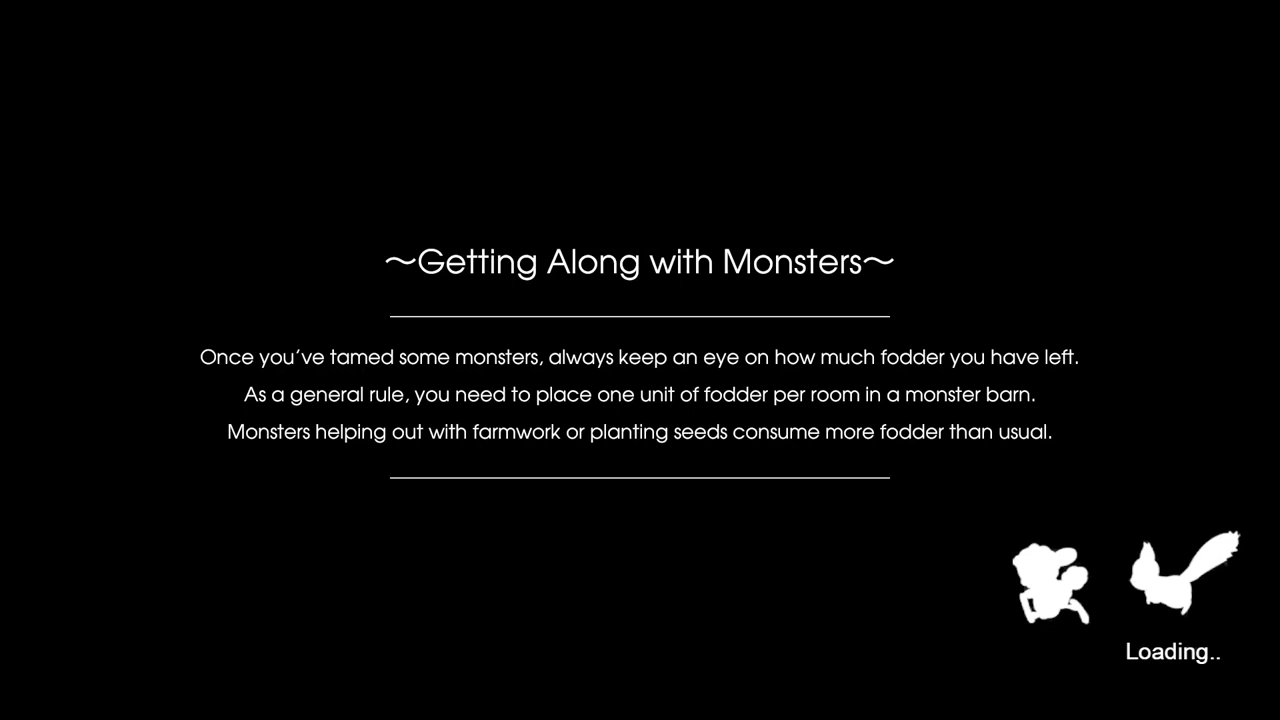 ～Getting Along with Monsters～
Once you’ve tamed some monsters, always keep an eye on how much fodder you have left.
As a general rule, you need to place one unit of fodder per room in a monster barn.
Monsters helping out with farmwork or planting seeds consume more fodder than usual.
Loading..